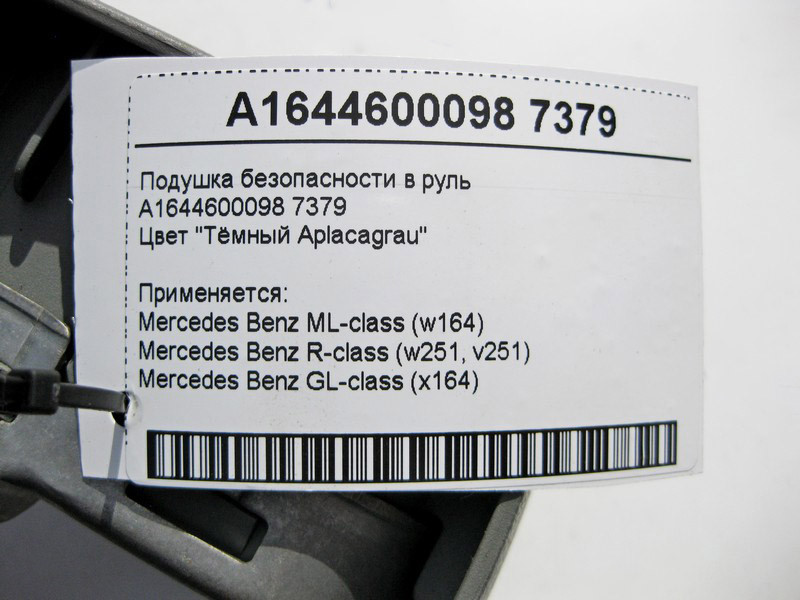 A1644600098 7379
Подушка безопасности в руль
A1644600098 7379
Цвет "Тёмный Aplacagrau"
Применяется:
Mercedes Benz ML-class (w164)
Mercedes Benz R-class (w251, v251)
Mercedes Benz GL-class (x164)